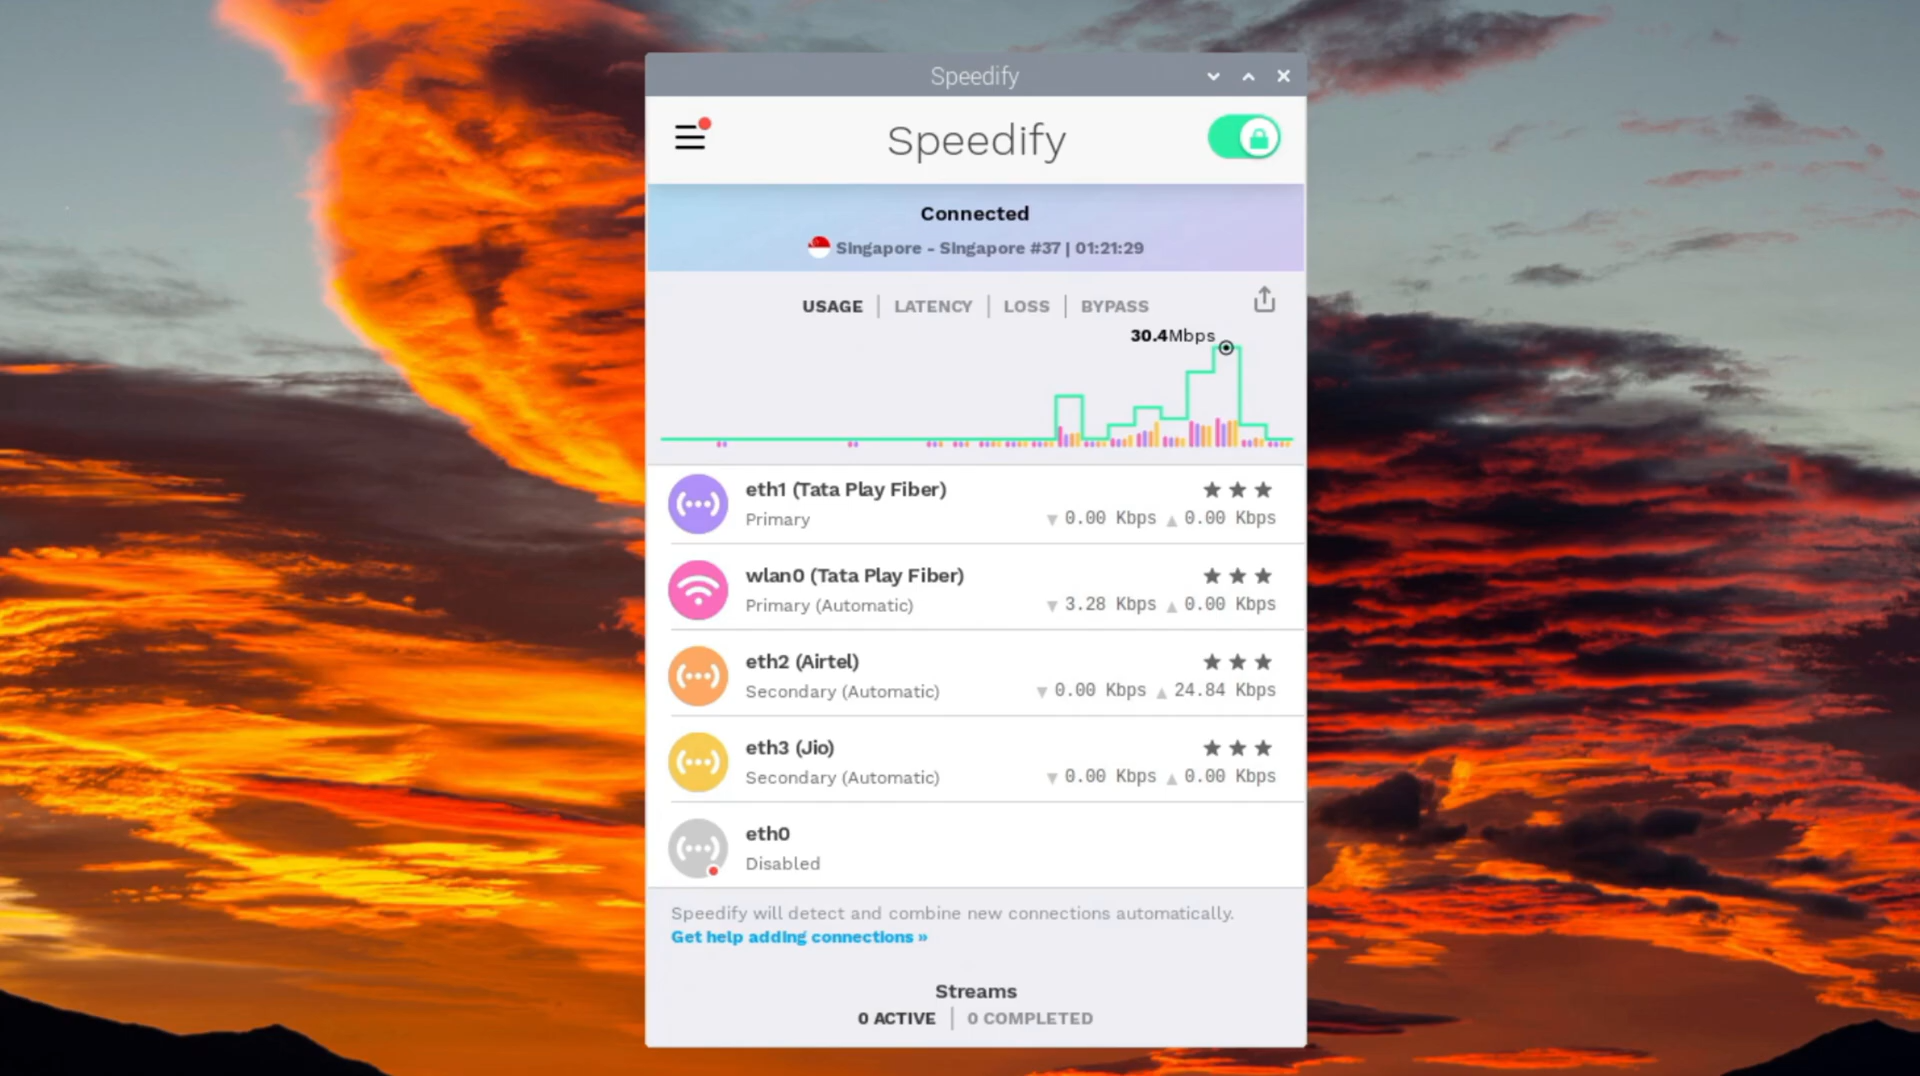 Speedify
Speedify
Connected
Singapore - Singapore #37 | 01:21:29
USAGE | LATENCY | LOSS | BYPASS
30.4Mbps
eth1 (Tata Play Fiber) ★ ★ ★
Primary ▼ 0.00 Kbps ▲ 0.00 Kbps
wlan0 (Tata Play Fiber) ★ ★ ★
Primary (Automatic) ▼ 3.28 Kbps ▲ 0.00 Kbps
eth2 (Airtel) ★ ★ ★
Secondary (Automatic) ▼ 0.00 Kbps ▲ 24.84 Kbps
eth3 (Jio) ★ ★ ★
Secondary (Automatic) ▼ 0.00 Kbps ▲ 0.00 Kbps
eth0
Disabled
Speedify will detect and combine new connections automatically.
Get help adding connections »
Streams
0 ACTIVE | 0 COMPLETED